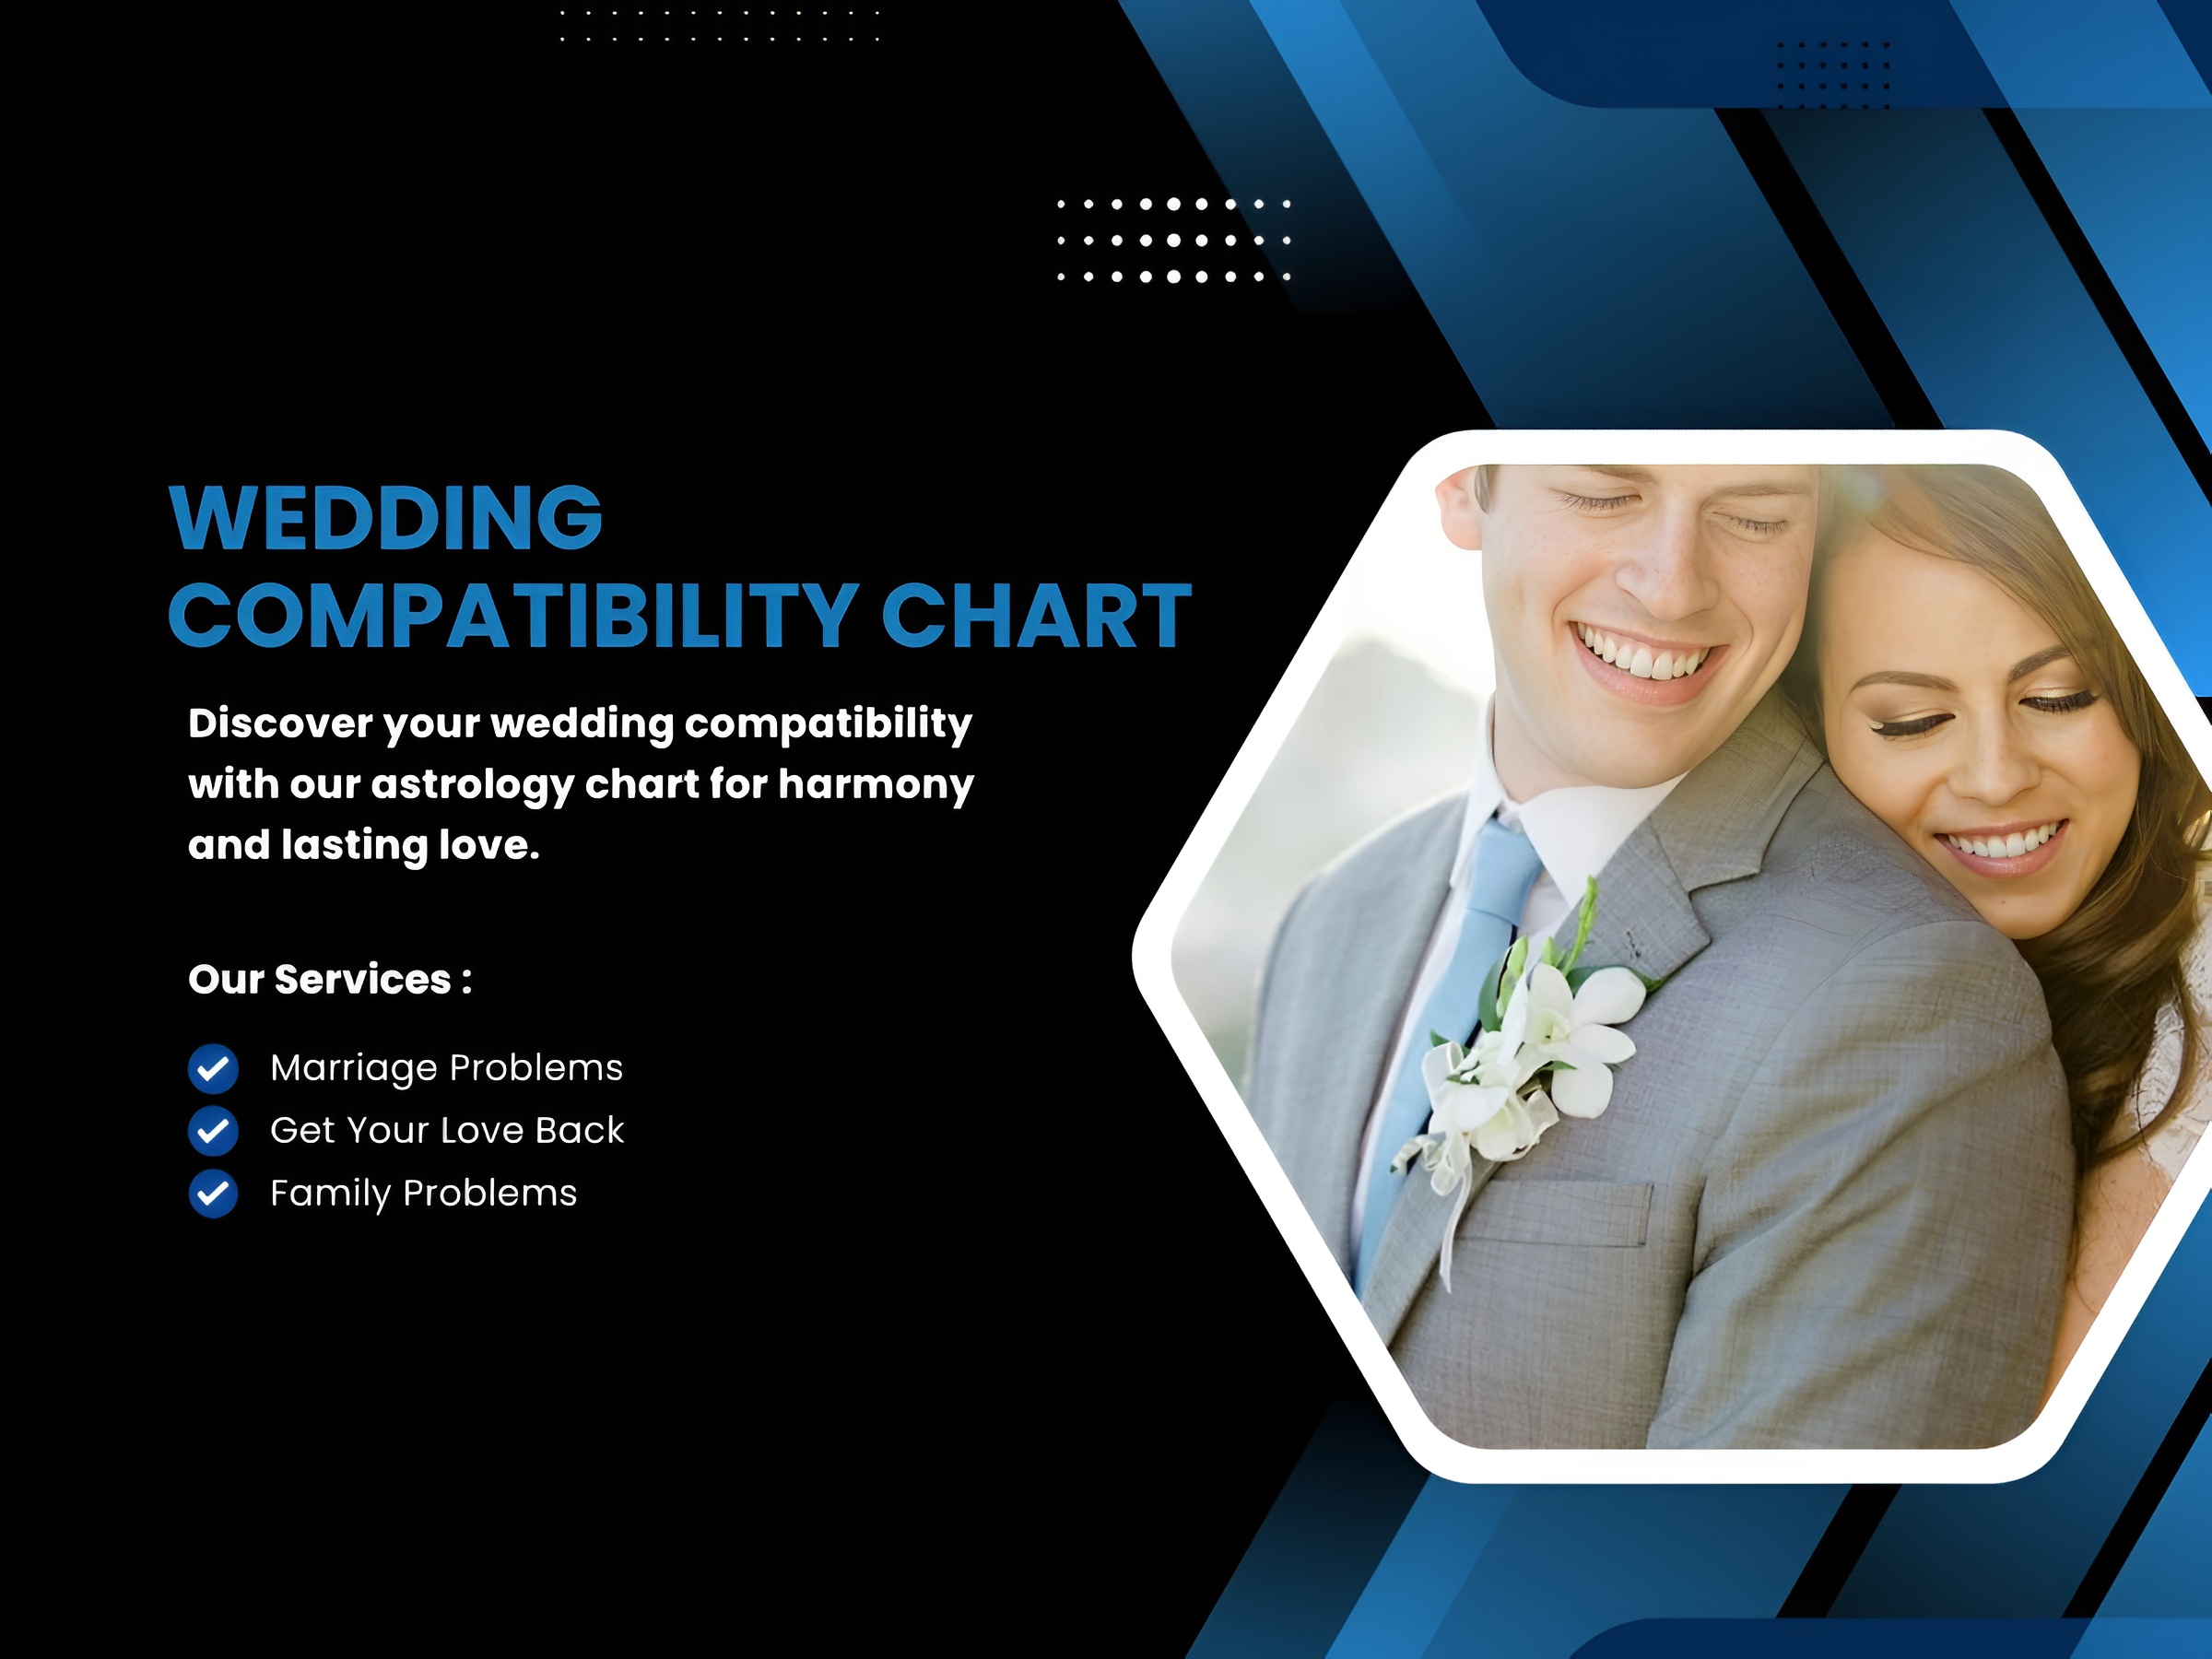 WEDDING
COMPATIBILITY CHART
Discover your wedding compatibility
with our astrology chart for harmony
and lasting love.
Our Services :
Marriage Problems
Get Your Love Back
Family Problems